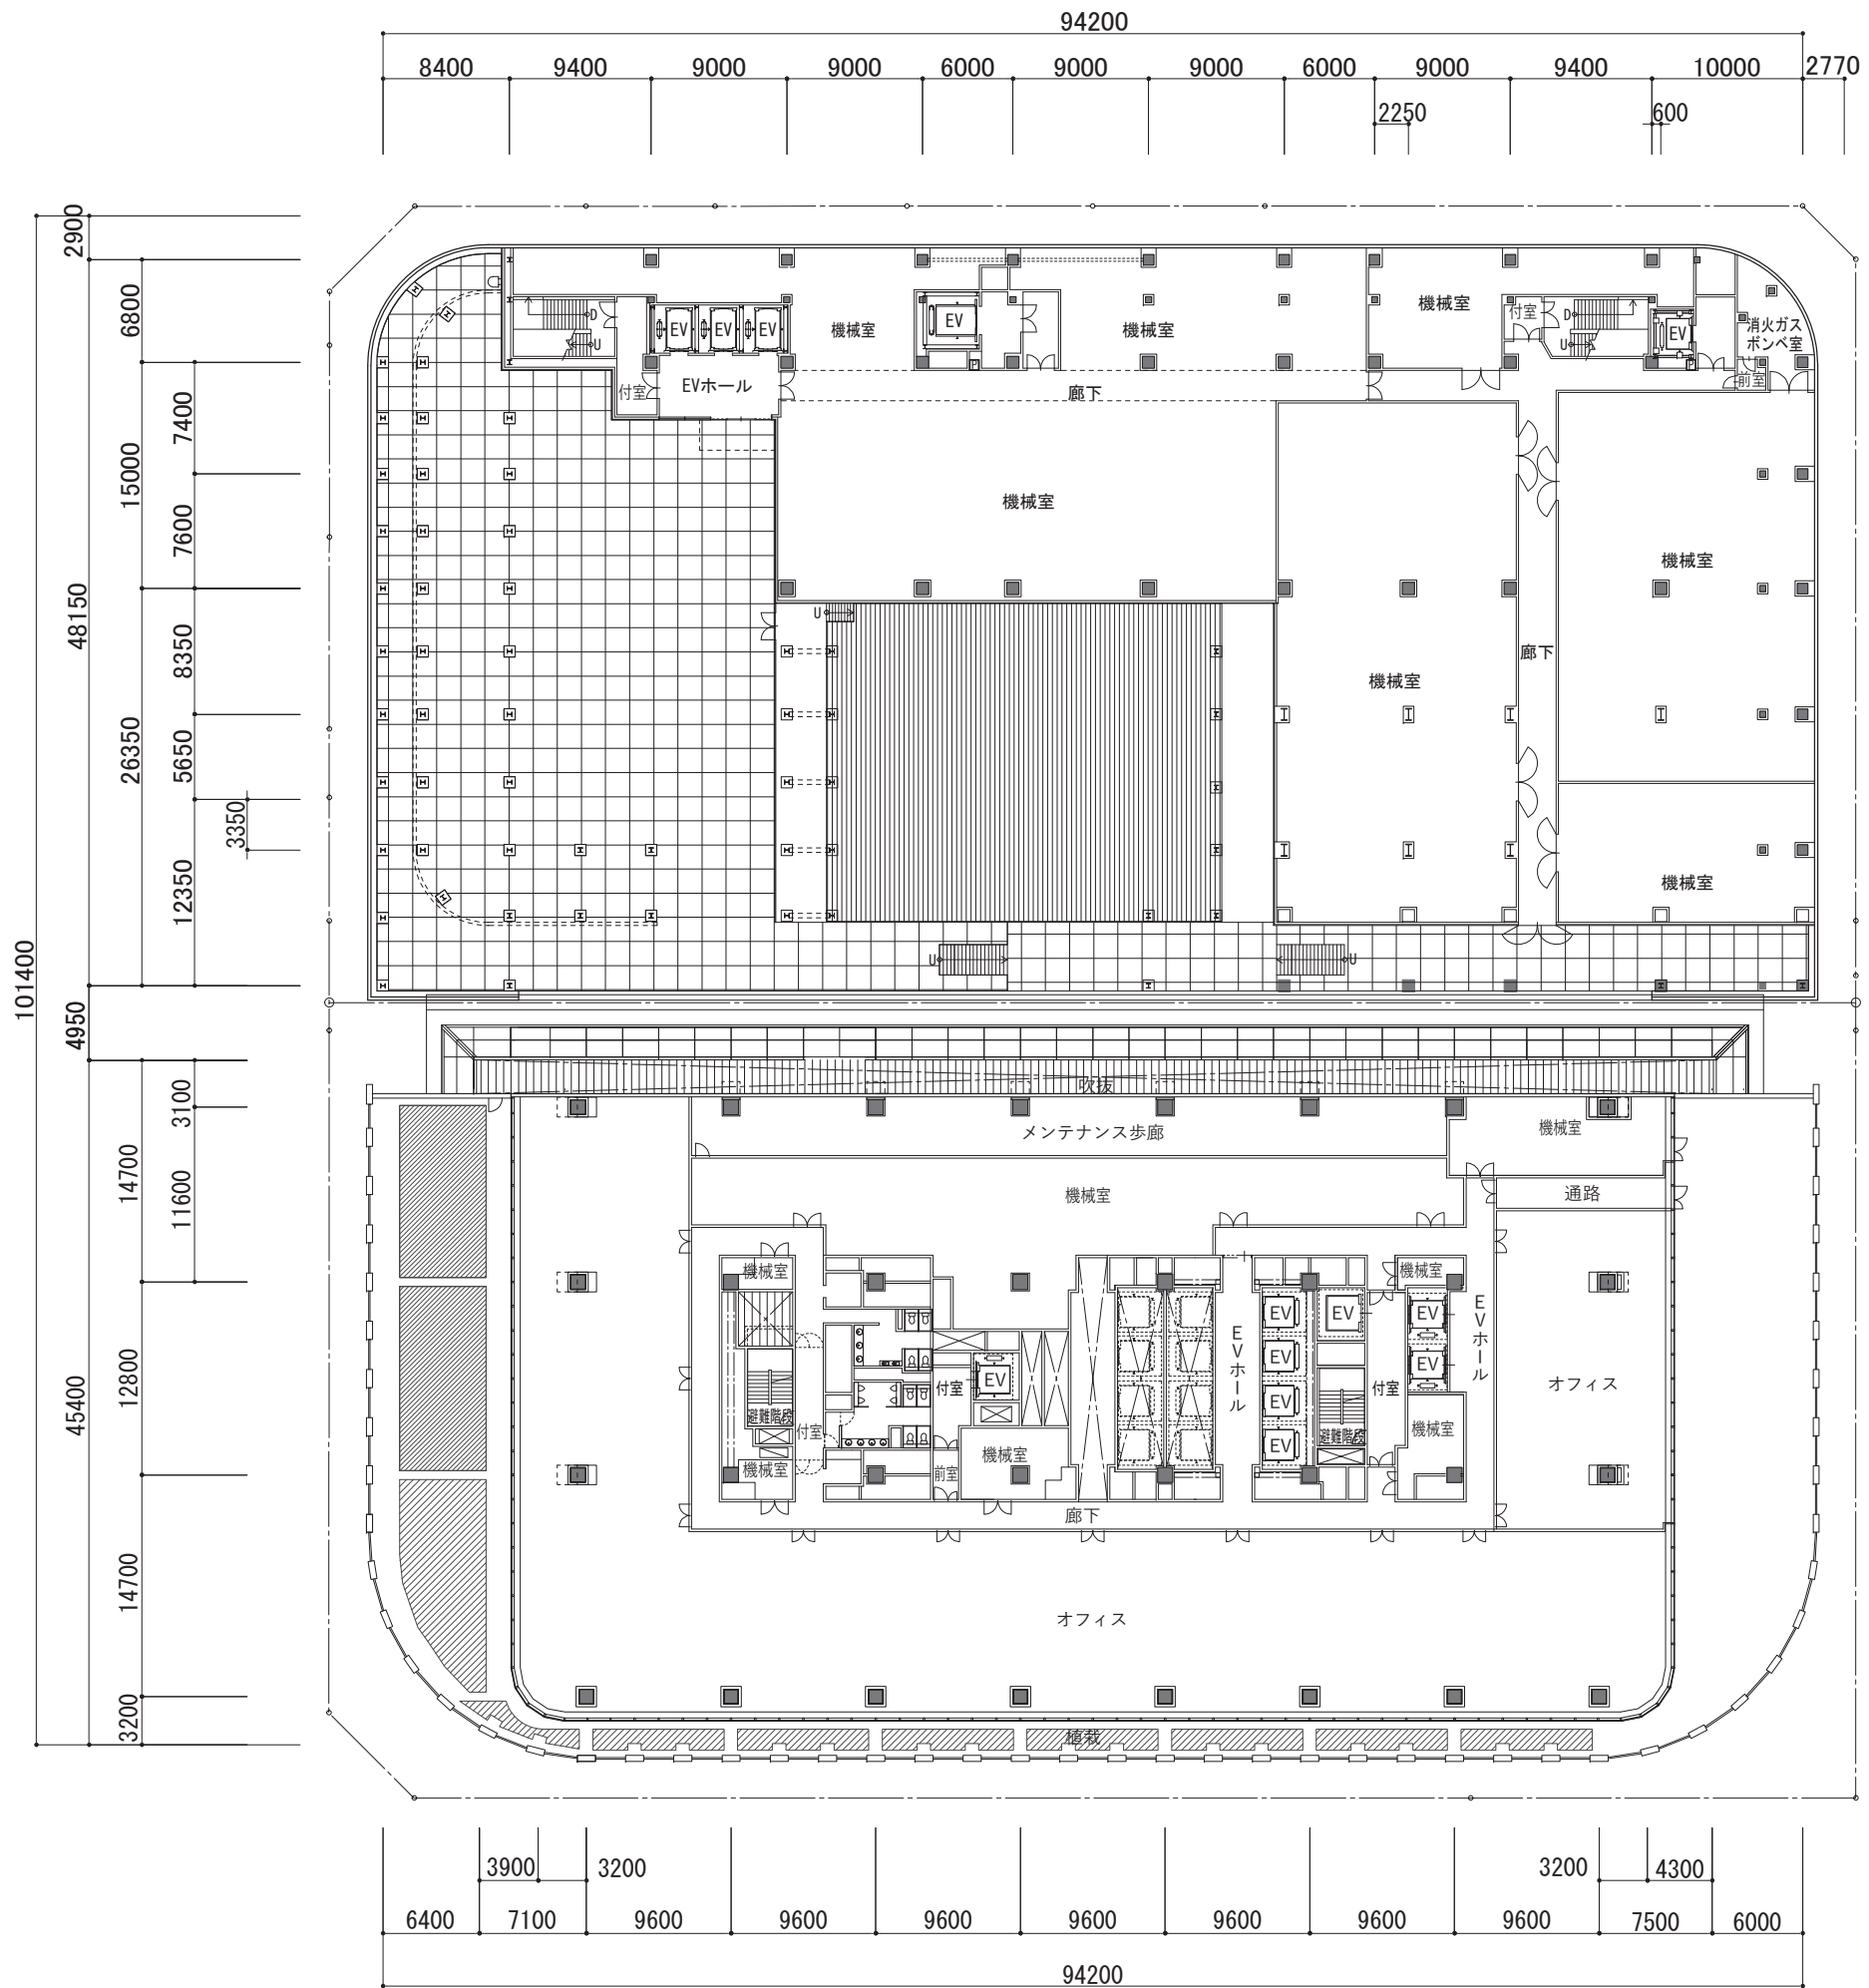 94200
8400 9400 9000 9000 6000 9000 9000 6000 9000 9400 10000 2770
2250 600
2900
6800
7400
15000
7600
48150
8350
26350
5650
3350
12350
101400
4950
3100
14700
11600
12800
45400
14700
3200
D
U
EV EV EV
機械室
EV
P
機械室
機械室
付室
D
U
EV
P
消火ガス
ボンベ室
前室
付室
EVホール
廊下
機械室
機械室
U
廊下
機械室
機械室
U
U
吹抜
メンテナンス歩廊
機械室
機械室
通路
機械室
機械室
EV
EV
EV
EV
EV
EV
EV
EV
EVホール
EVホール
オフィス
付室
付室
避難階段
付室
避難階段
機械室
機械室
前室
機械室
廊下
オフィス
植栽
3900 3200 3200 4300
6400 7100 9600 9600 9600 9600 9600 9600 9600 7500 6000
94200